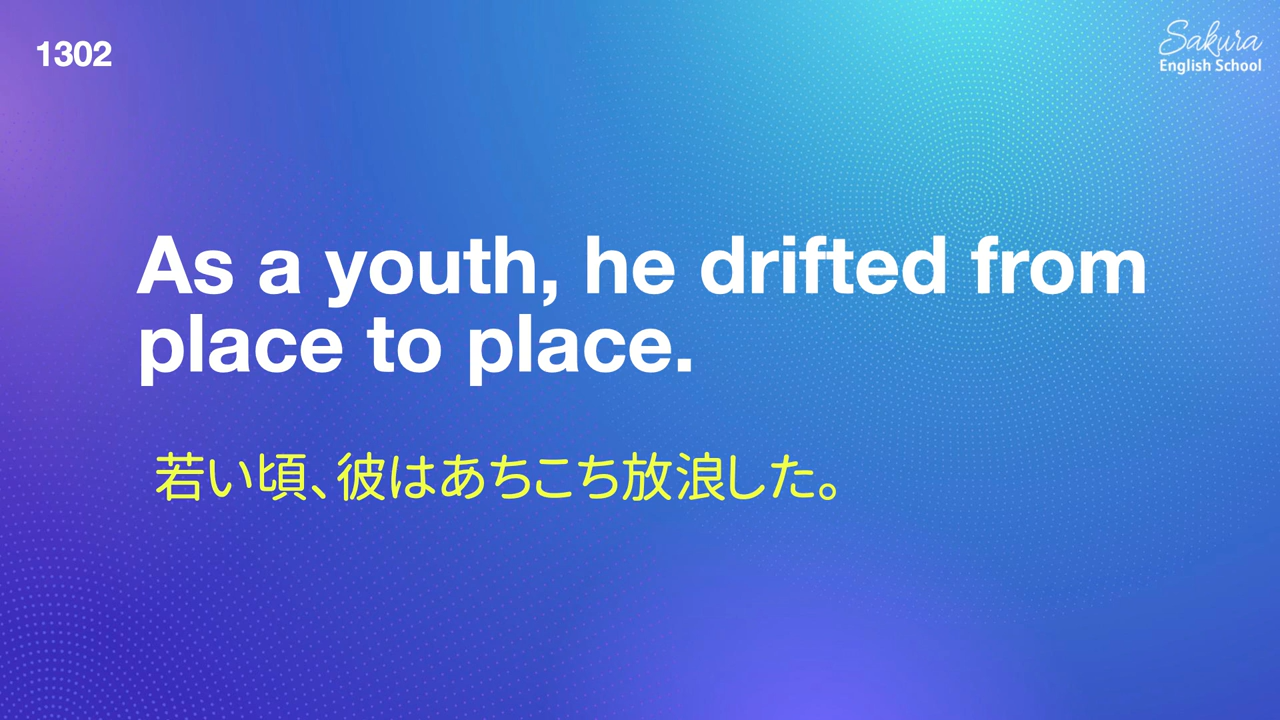 1302
Sakura
English School
As a youth, he drifted from
place to place.
若い頃、彼はあちこち放浪した。